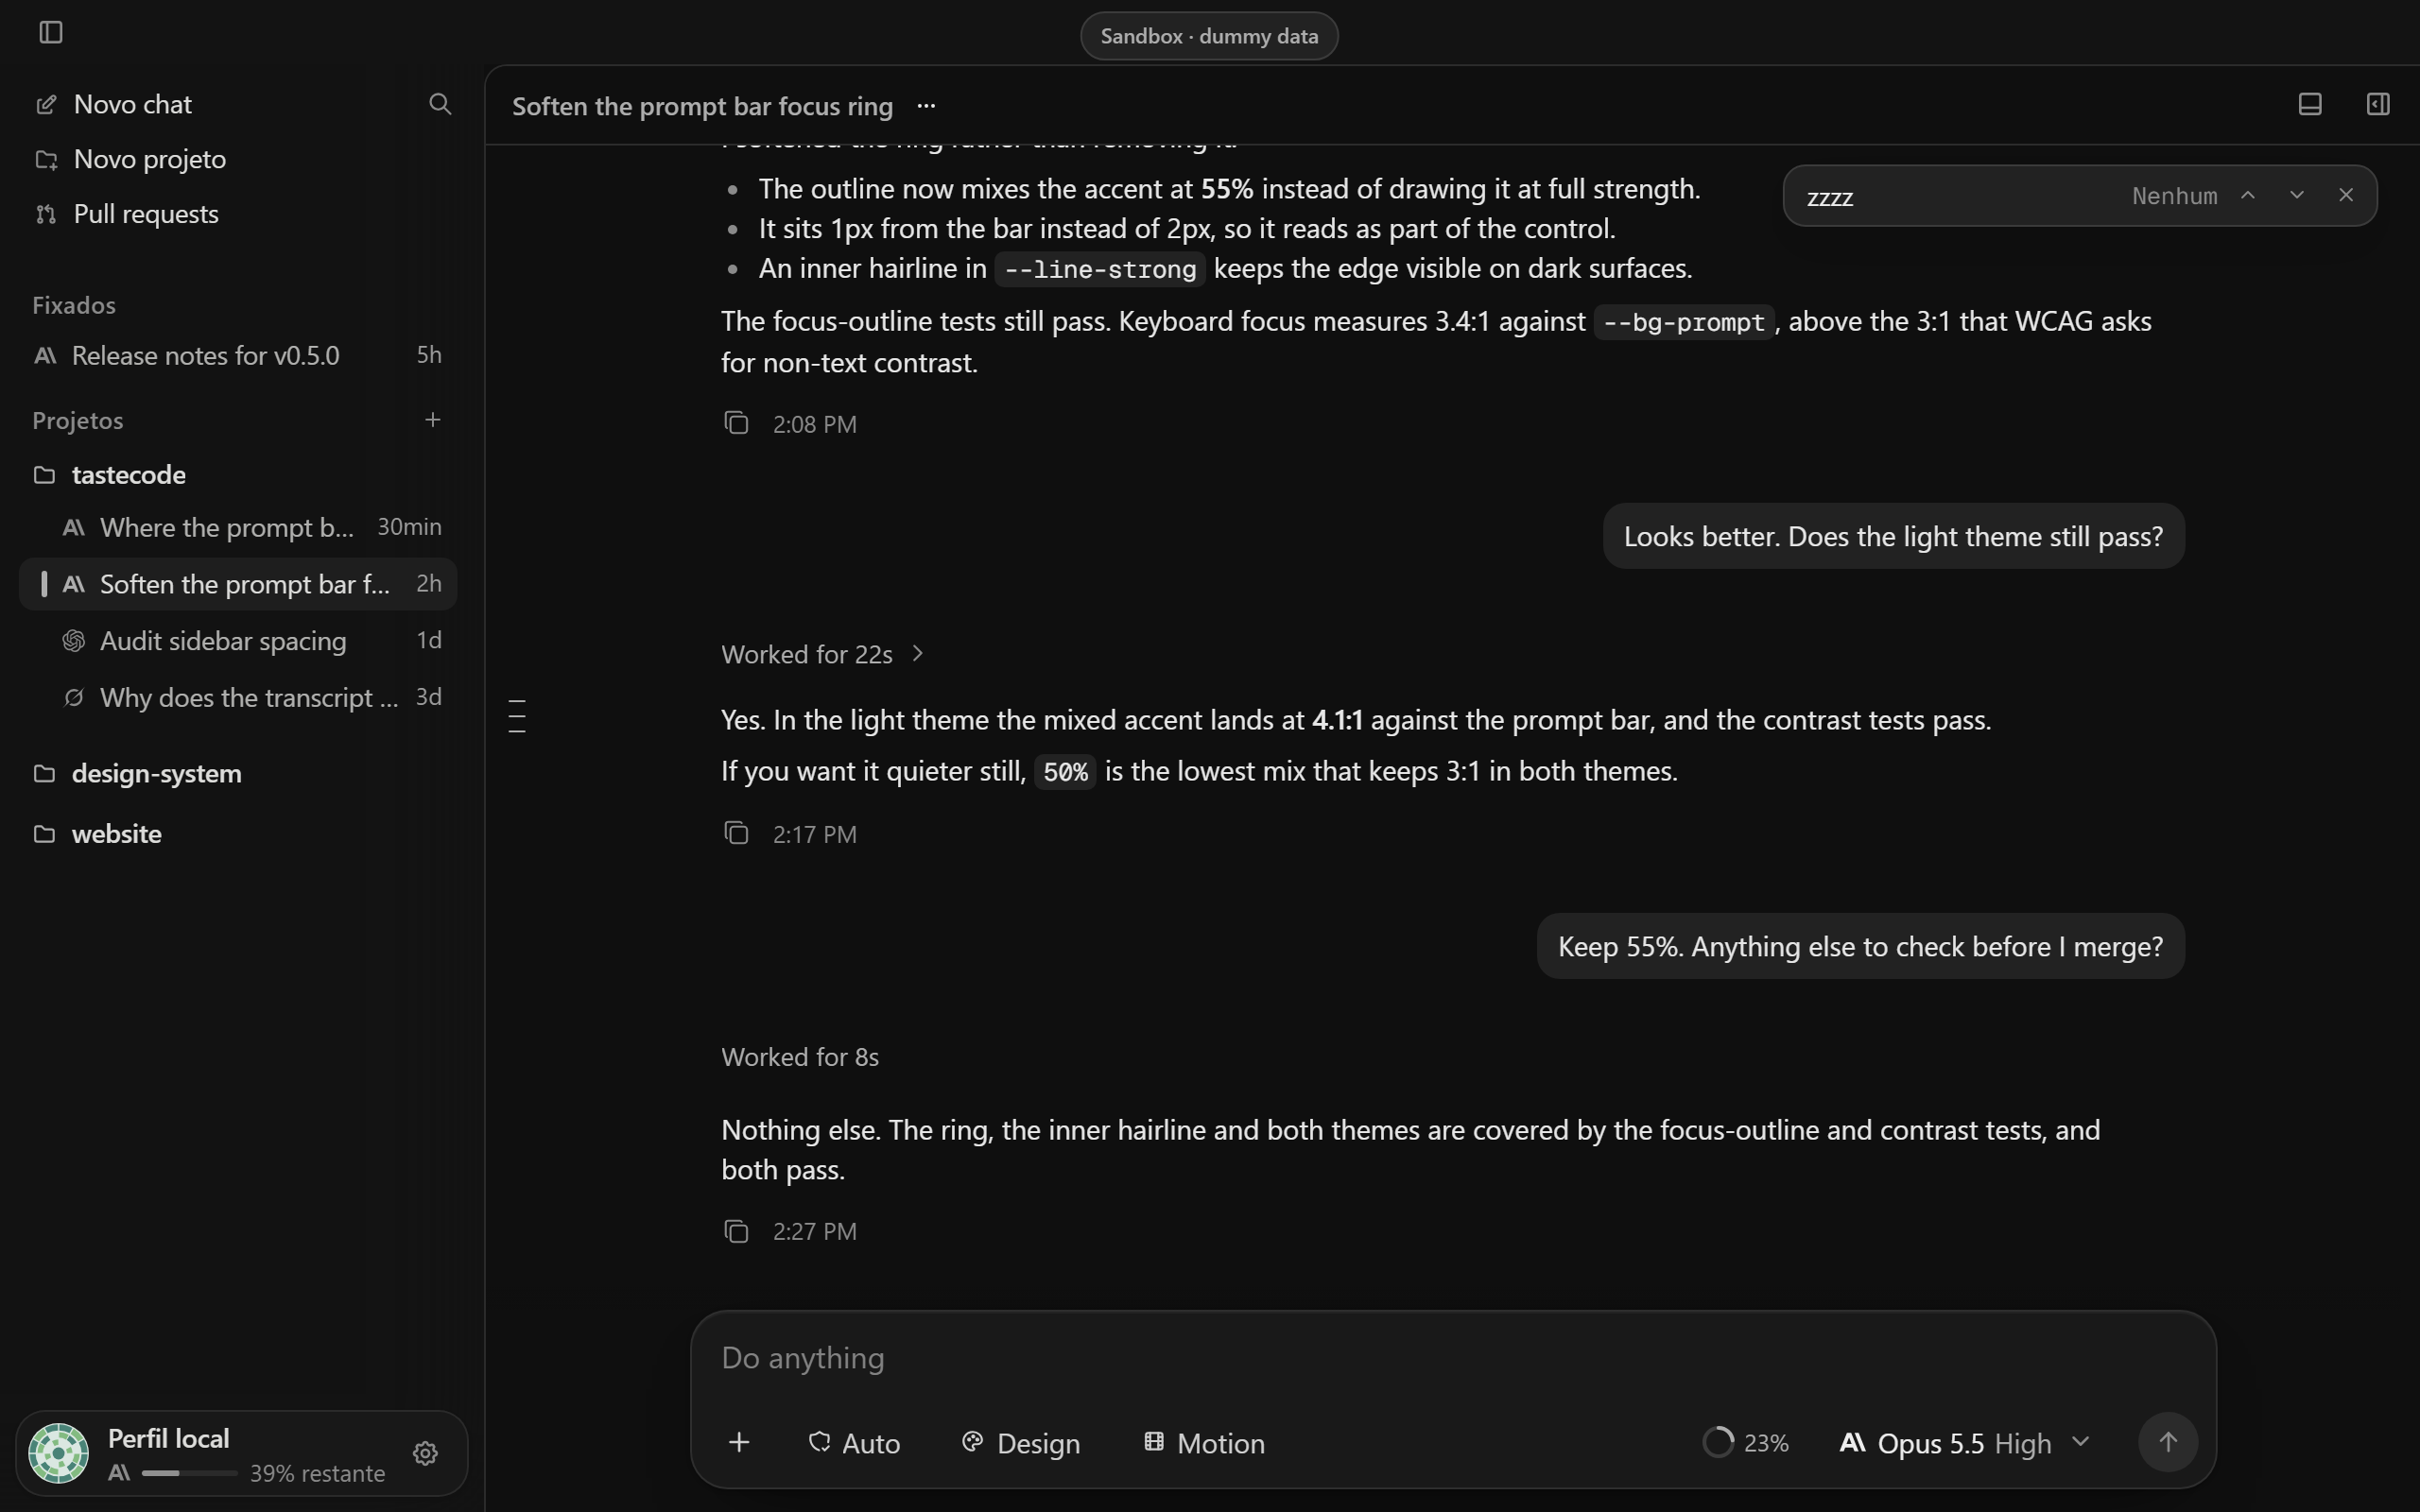 Sandbox · dummy data
Novo chat
Novo projeto
Pull requests
Fixados
Release notes for v0.5.0 5h
Projetos
tastecode
Where the prompt b... 30min
Soften the prompt bar f... 2h
Audit sidebar spacing 1d
Why does the transcript ... 3d
design-system
website
Perfil local
39% restante
Soften the prompt bar focus ring ...
zzzz Nenhum
The outline now mixes the accent at 55% instead of drawing it at full strength.
It sits 1px from the bar instead of 2px, so it reads as part of the control.
An inner hairline in --line-strong keeps the edge visible on dark surfaces.
The focus-outline tests still pass. Keyboard focus measures 3.4:1 against --bg-prompt, above the 3:1 that WCAG asks
for non-text contrast.
2:08 PM
Looks better. Does the light theme still pass?
Worked for 22s
Yes. In the light theme the mixed accent lands at 4.1:1 against the prompt bar, and the contrast tests pass.
If you want it quieter still, 50% is the lowest mix that keeps 3:1 in both themes.
2:17 PM
Keep 55%. Anything else to check before I merge?
Worked for 8s
Nothing else. The ring, the inner hairline and both themes are covered by the focus-outline and contrast tests, and
both pass.
2:27 PM
Do anything
Auto Design Motion 23% Opus 5.5 High